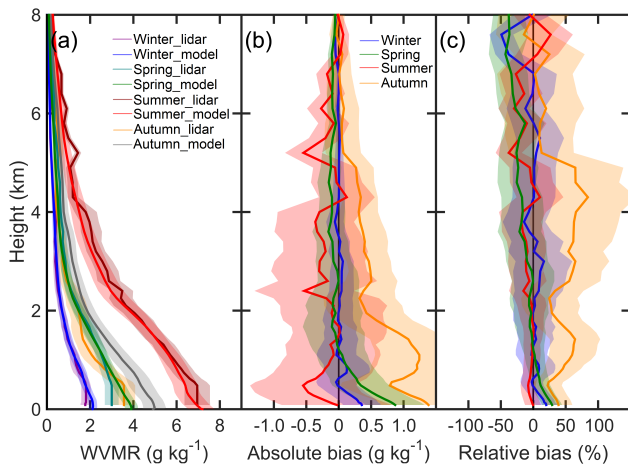 (a)
Winter_lidar
Winter_model
Spring_lidar
Spring_model
Summer_lidar
Summer_model
Autumn_lidar
Autumn_model
(b)
Winter
Spring
Summer
Autumn
(c)
8
6
4
2
0
Height (km)
0 2 4 6 8
-1.0 -0.5 0 0.5 1.0
-100 -50 0 50 100
WVMR (g kg-1)
Absolute bias (g kg-1)
Relative bias (%)